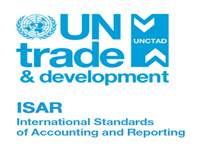 UN
trade
& development
UNCTAD
ISAR
International Standards
of Accounting and Reporting